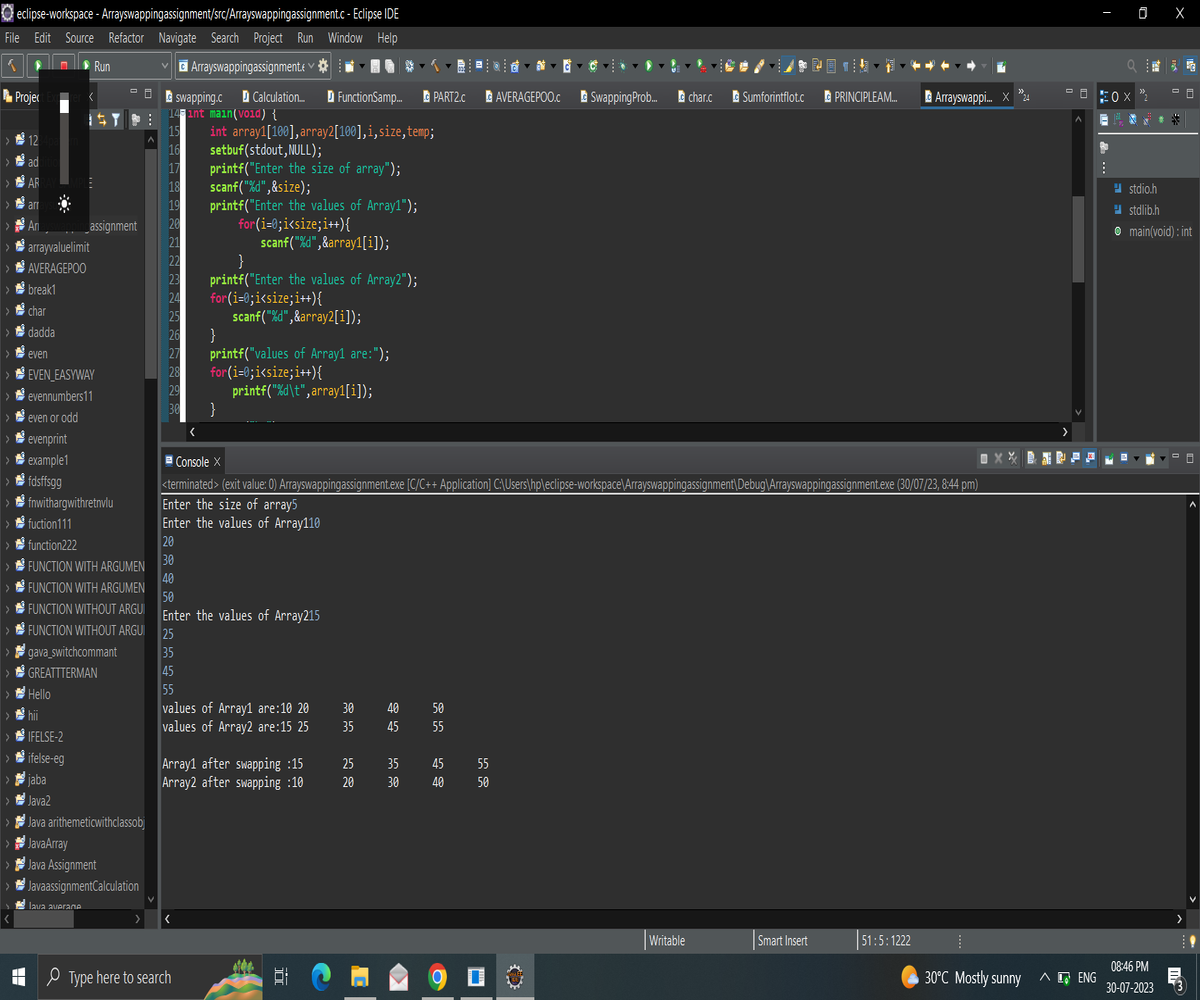 eclipse-workspace - Arrayswappingassignment/src/Arrayswappingassignment.c - Eclipse IDE
File Edit Source Refactor Navigate Search Project Run Window Help
Run
Arrayswappingassignment.e
Projec
swapping.c Calculation... FunctionSamp... PART2.c AVERAGEPOO.c SwappingProb... char.c Sumforintflot.c PRINCIPLEAM... Arrayswappi... 24
O 2
14 int main(void) {
15 int array1[100],array2[100],i,size,temp;
16 setbuf(stdout,NULL);
17 printf("Enter the size of array");
18 scanf("%d",&size);
19 printf("Enter the values of Array1");
20 for(i=0;i<size;i++){
21 scanf("%d",&array1[i]);
22 }
23 printf("Enter the values of Array2");
24 for(i=0;i<size;i++){
25 scanf("%d",&array2[i]);
26 }
27 printf("values of Array1 are:");
28 for(i=0;i<size;i++){
29 printf("%d\t",array1[i]);
30 }
stdio.h
stdlib.h
main(void) : int
12
ad
AR
E
arr
Arr
assignment
arrayvaluelimit
AVERAGEPOO
break1
char
dadda
even
EVEN_EASYWAY
evennumbers11
even or odd
evenprint
example1
fdsffsgg
fnwithargwithretnvlu
fuction111
function222
FUNCTION WITH ARGUMEN
FUNCTION WITH ARGUMEN
FUNCTION WITHOUT ARGU
FUNCTION WITHOUT ARGU
gava_switchcommant
GREATTTERMAN
Hello
hii
IFELSE-2
ifelse-eg
jaba
Java2
Java arithemeticwithclassobj
JavaArray
Java Assignment
JavaassignmentCalculation
Java average
Console
<terminated> (exit value: 0) Arrayswappingassignment.exe [C/C++ Application] C:\Users\hp\eclipse-workspace\Arrayswappingassignment\Debug\Arrayswappingassignment.exe (30/07/23, 8:44 pm)
Enter the size of array5
Enter the values of Array110
20
30
40
50
Enter the values of Array215
25
35
45
55
values of Array1 are:10 20 30 40 50
values of Array2 are:15 25 35 45 55
Array1 after swapping :15 25 35 45 55
Array2 after swapping :10 20 30 40 50
Writable Smart Insert 51 : 5 : 1222
Type here to search
30°C Mostly sunny
ENG
08:46 PM
30-07-2023
3